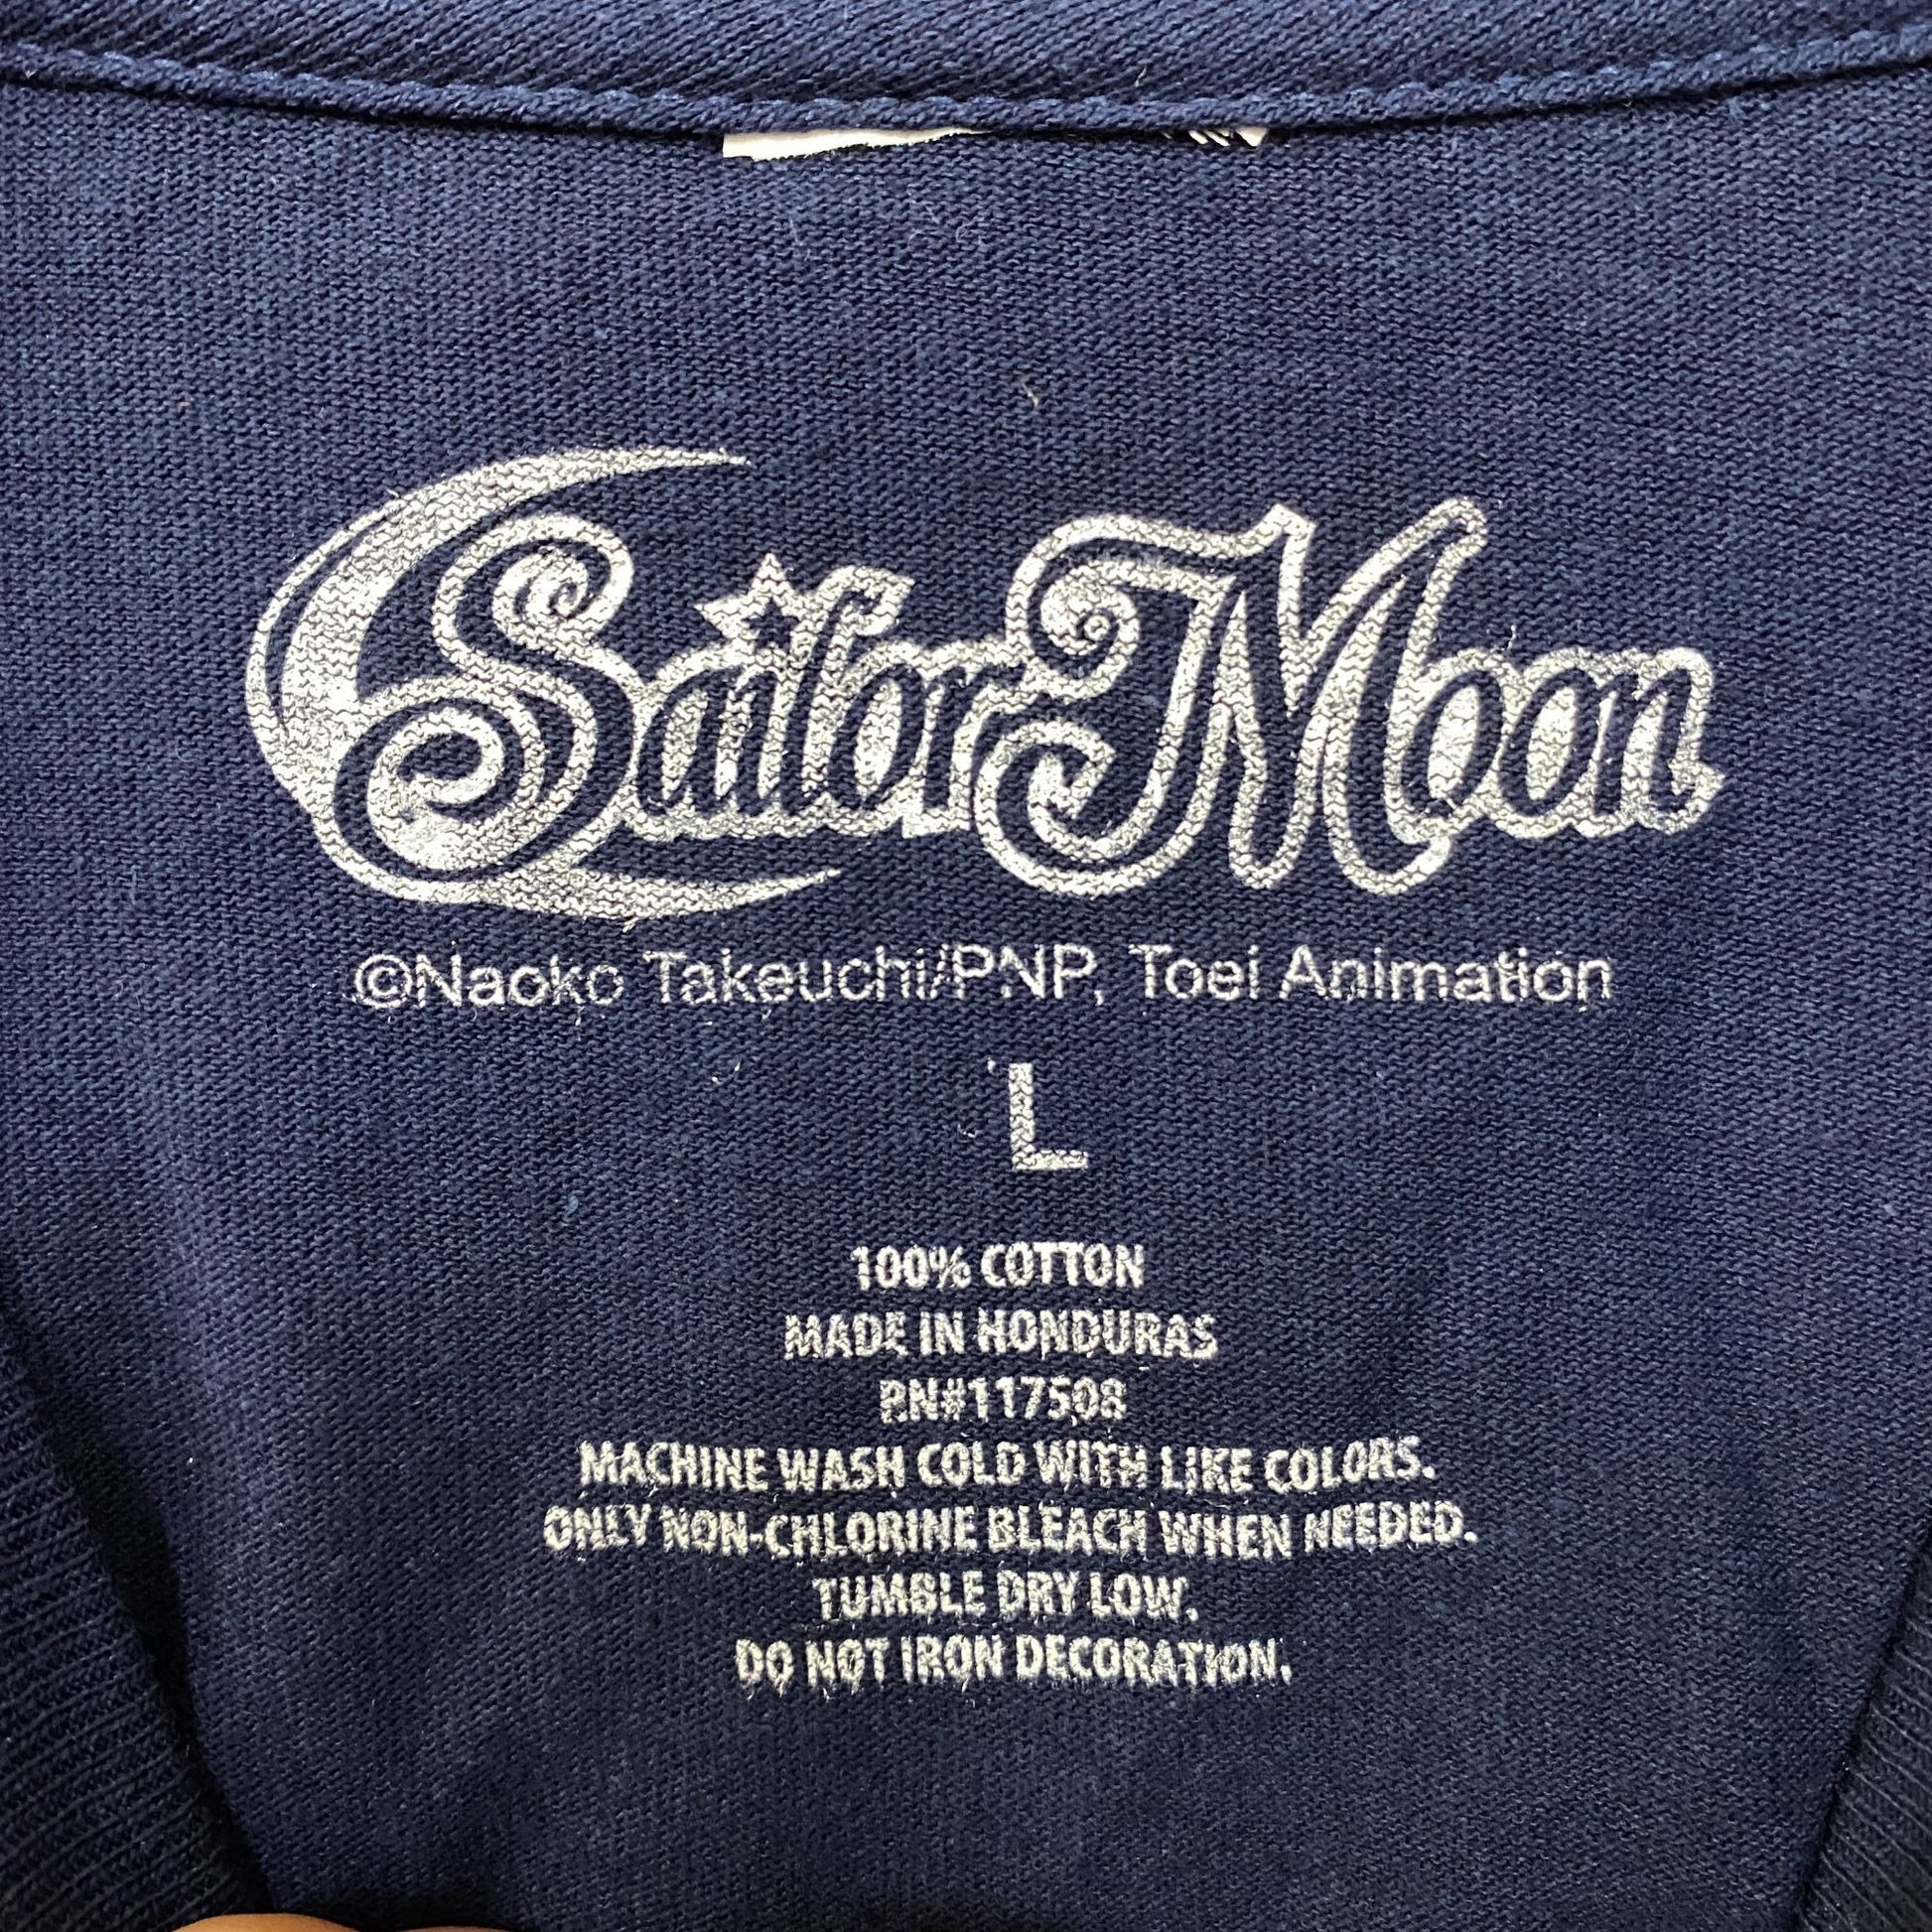 Sailor Moon
©Naoko Takeuchi/PNP, Toei Animation
L
100% COTTON
MADE IN HONDURAS
RN#117508
MACHINE WASH COLD WITH LIKE COLORS.
ONLY NON-CHLORINE BLEACH WHEN NEEDED.
TUMBLE DRY LOW.
DO NOT IRON DECORATION.